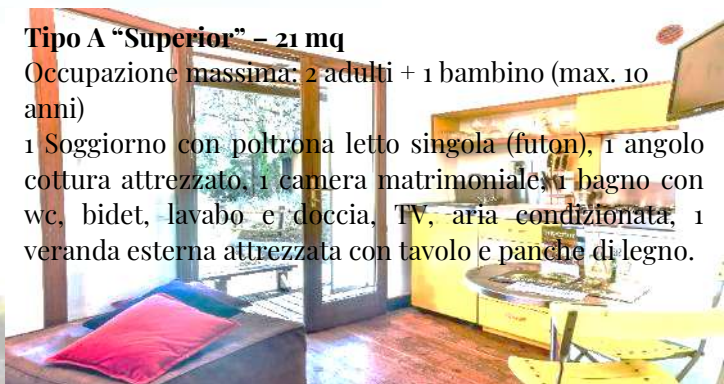 Tipo A “Superior” – 21 mq
Occupazione massima: 2 adulti + 1 bambino (max. 10
anni)
1 Soggiorno con poltrona letto singola (futon), 1 angolo
cottura attrezzato, 1 camera matrimoniale, 1 bagno con
wc, bidet, lavabo e doccia, TV, aria condizionata, 1
veranda esterna attrezzata con tavolo e panche di legno.